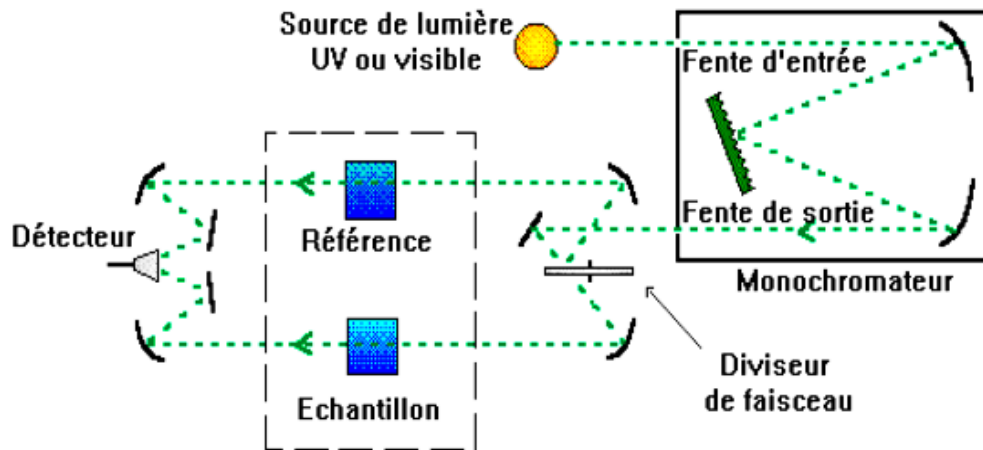 Source de lumière
UV ou visible
Fente d'entrée
Fente de sortie
Monochromateur
Détecteur
Référence
Echantillon
Diviseur
de faisceau